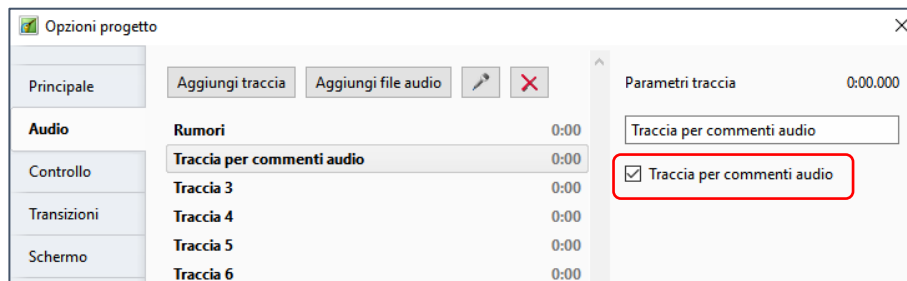 Opzioni progetto
Principale
Audio
Controllo
Transizioni
Schermo
Aggiungi traccia Aggiungi file audio
Rumori 0:00
Traccia per commenti audio 0:00
Traccia 3 0:00
Traccia 4 0:00
Traccia 5 0:00
Traccia 6 0:00
Parametri traccia 0:00.000
Traccia per commenti audio
Traccia per commenti audio